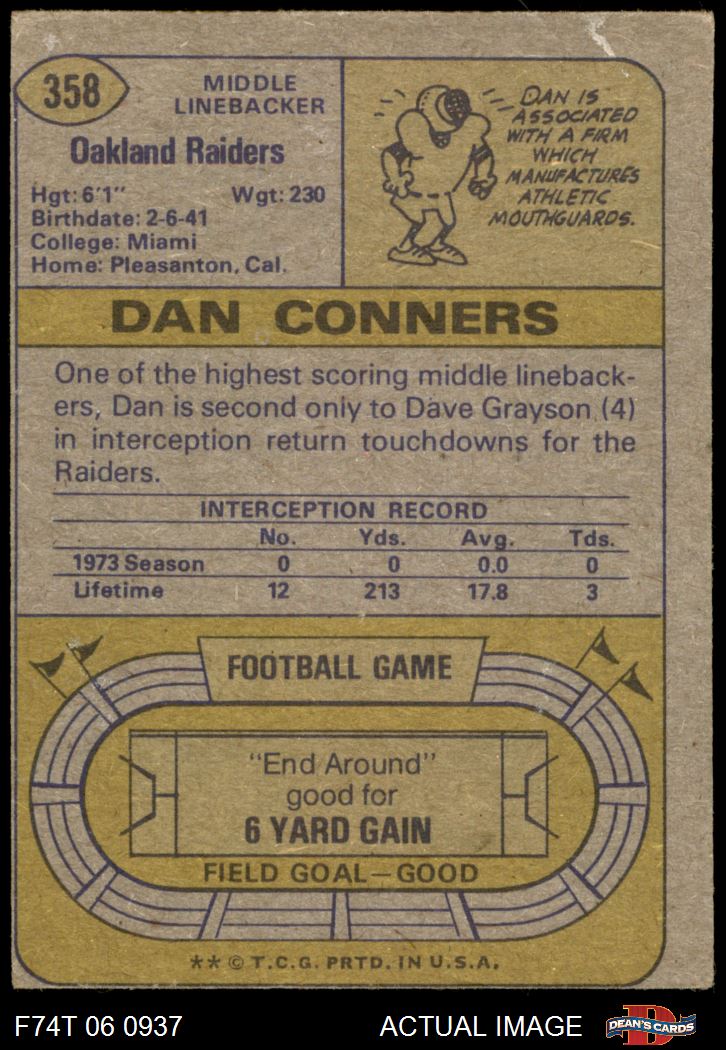 358
MIDDLE
LINEBACKER
Oakland Raiders
Hgt: 6'1" Wgt: 230
Birthdate: 2-6-41
College: Miami
Home: Pleasanton, Cal.
DAN IS
ASSOCIATED
WITH A FIRM
WHICH
MANUFACTURES
ATHLETIC
MOUTHGUARDS.
DAN CONNERS
One of the highest scoring middle lineback-
ers, Dan is second only to Dave Grayson (4)
in interception return touchdowns for the
Raiders.
INTERCEPTION RECORD
No. Yds. Avg. Tds.
1973 Season 0 0 0.0 0
Lifetime 12 213 17.8 3
FOOTBALL GAME
"End Around"
good for
6 YARD GAIN
FIELD GOAL—GOOD
** © T.C.G. PRTD. IN U.S.A.
F74T 06 0937 ACTUAL IMAGE DEAN'S CARDS